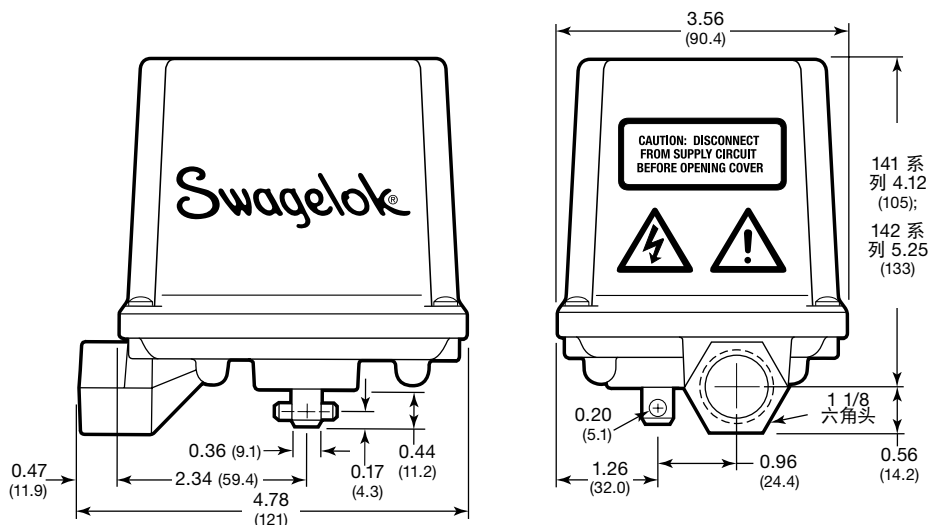 Swagelok®
0.47
(11.9)
0.36 (9.1)
2.34 (59.4)
4.78
(121)
0.17
(4.3)
0.44
(11.2)
3.56
(90.4)
CAUTION: DISCONNECT
FROM SUPPLY CIRCUIT
BEFORE OPENING COVER
141 系
列 4.12
(105);
142 系
列 5.25
(133)
0.20
(5.1)
1 1/8
六角头
1.26
(32.0)
0.96
(24.4)
0.56
(14.2)